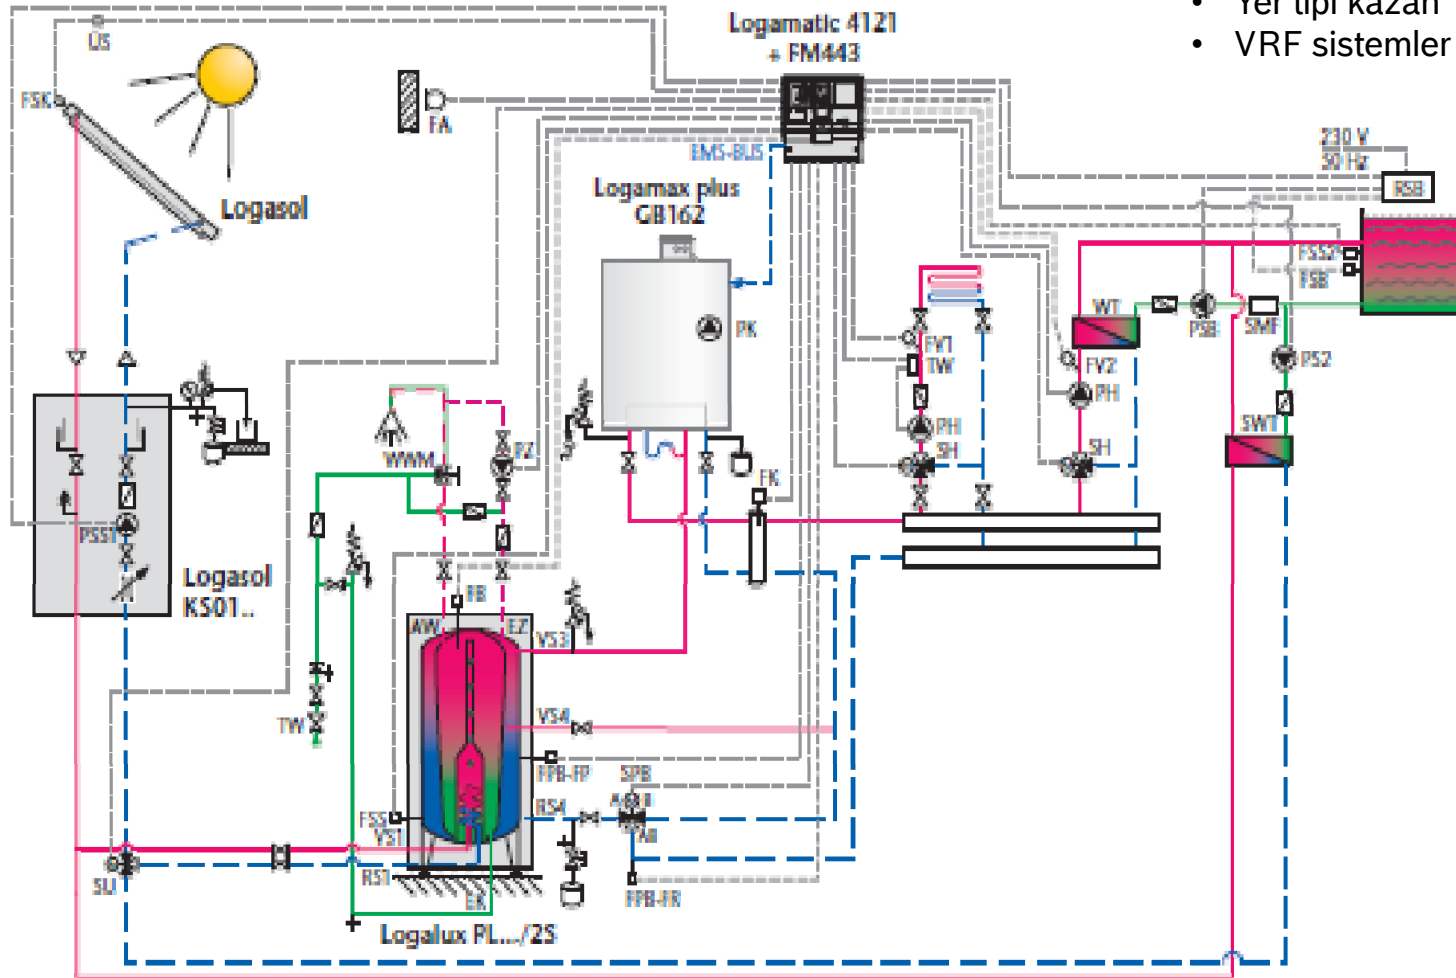 • Yer tipi kazan
• VRF sistemler
Logamatic 4121
+ FM443
ÜS
FSK
FA
EMS-BUS
230 V
50 Hz
RSB
Logasol
Logamax plus
GB162
FSS2
FSB
WT
PSB
SMF
PK
FV1
TW
FV2
PS2
PH
PH
SWT
SH
SH
WWM
PZ
FK
PSS1
Logasol
KS01..
FB
AW
EZ
VS3
TW
VS4
FPB-FP
SPB
FSS
VS1
RS4
A
B
AB
SU
RS1
EK
FPB-FR
Logalux PL.../2S